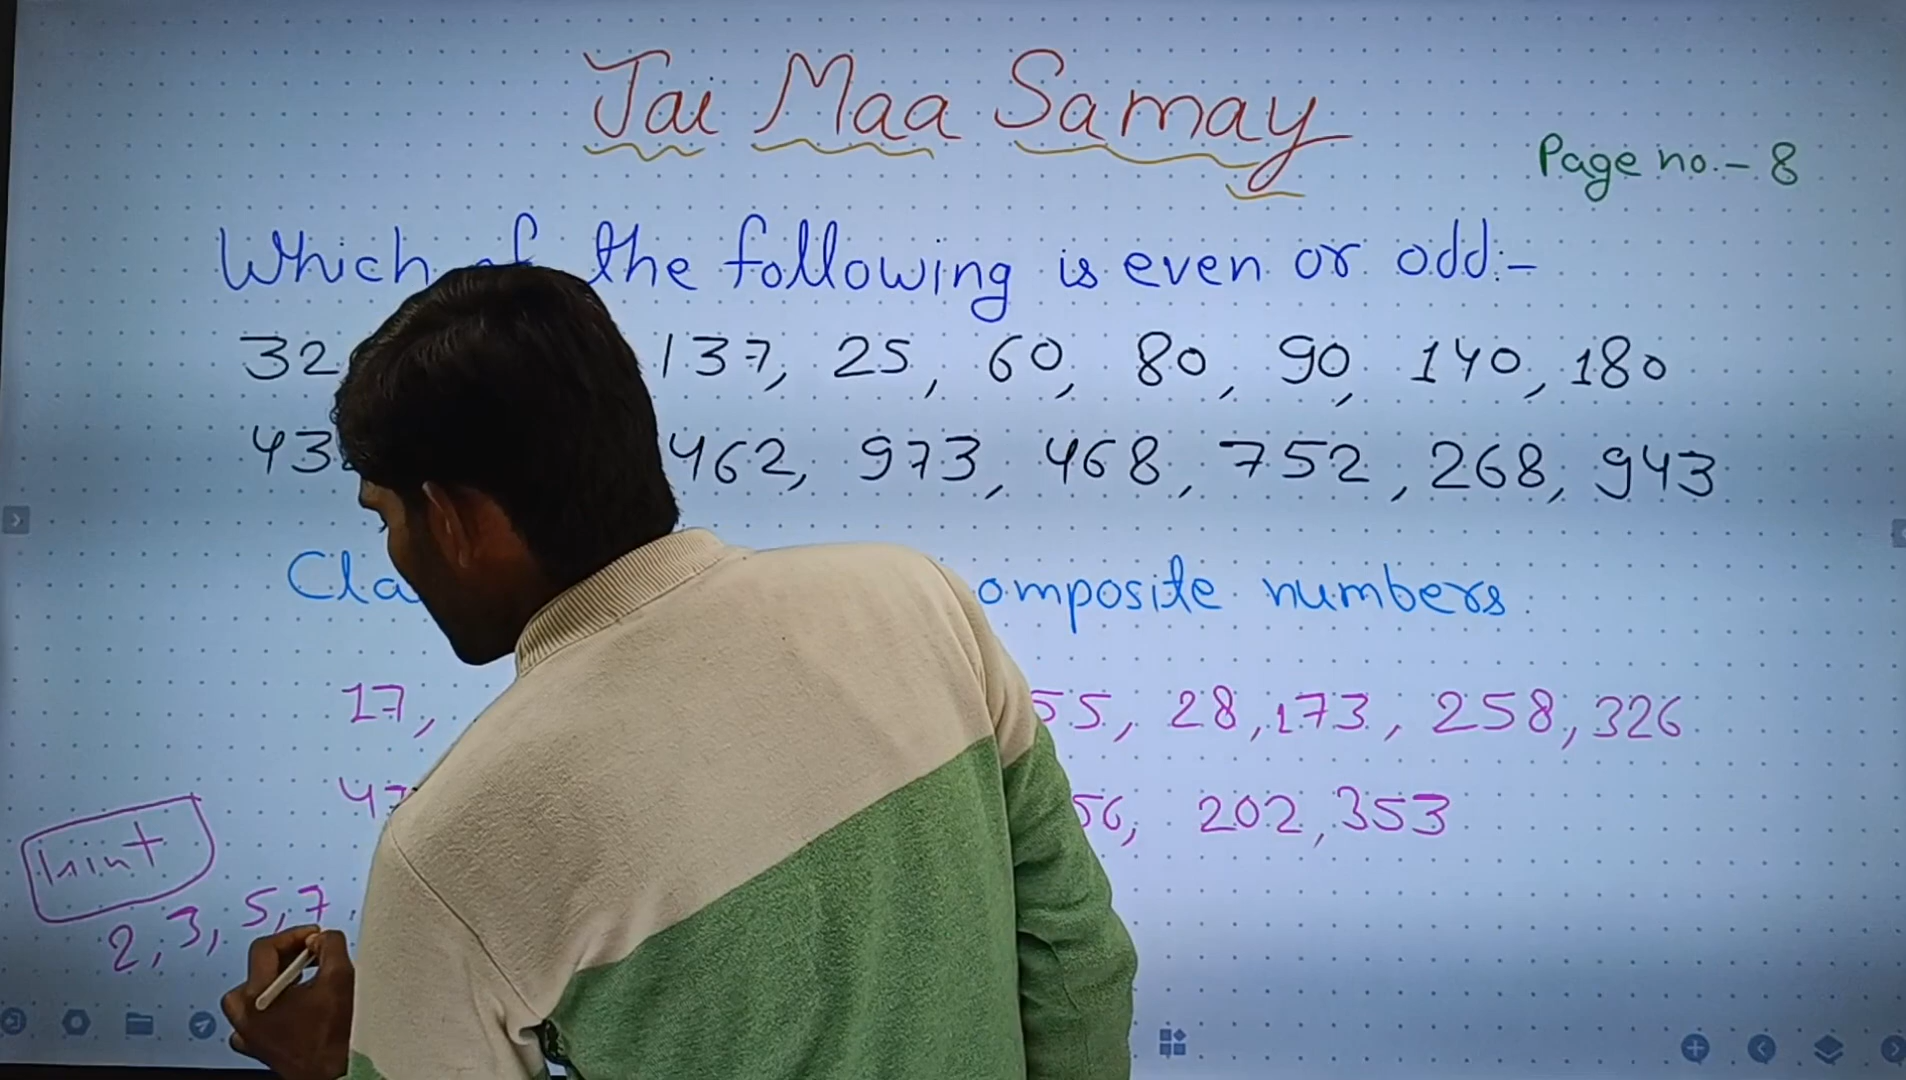 Jai Maa Samay
Page no.- 8
Which of the following is even or odd:-
32 137, 25, 60, 80, 90, 140, 180
43 462, 973, 468, 752, 268, 943
Cla omposite numbers
17, 55, 28, 173, 258, 326
47 56, 202, 353
hint
2, 3, 5, 7